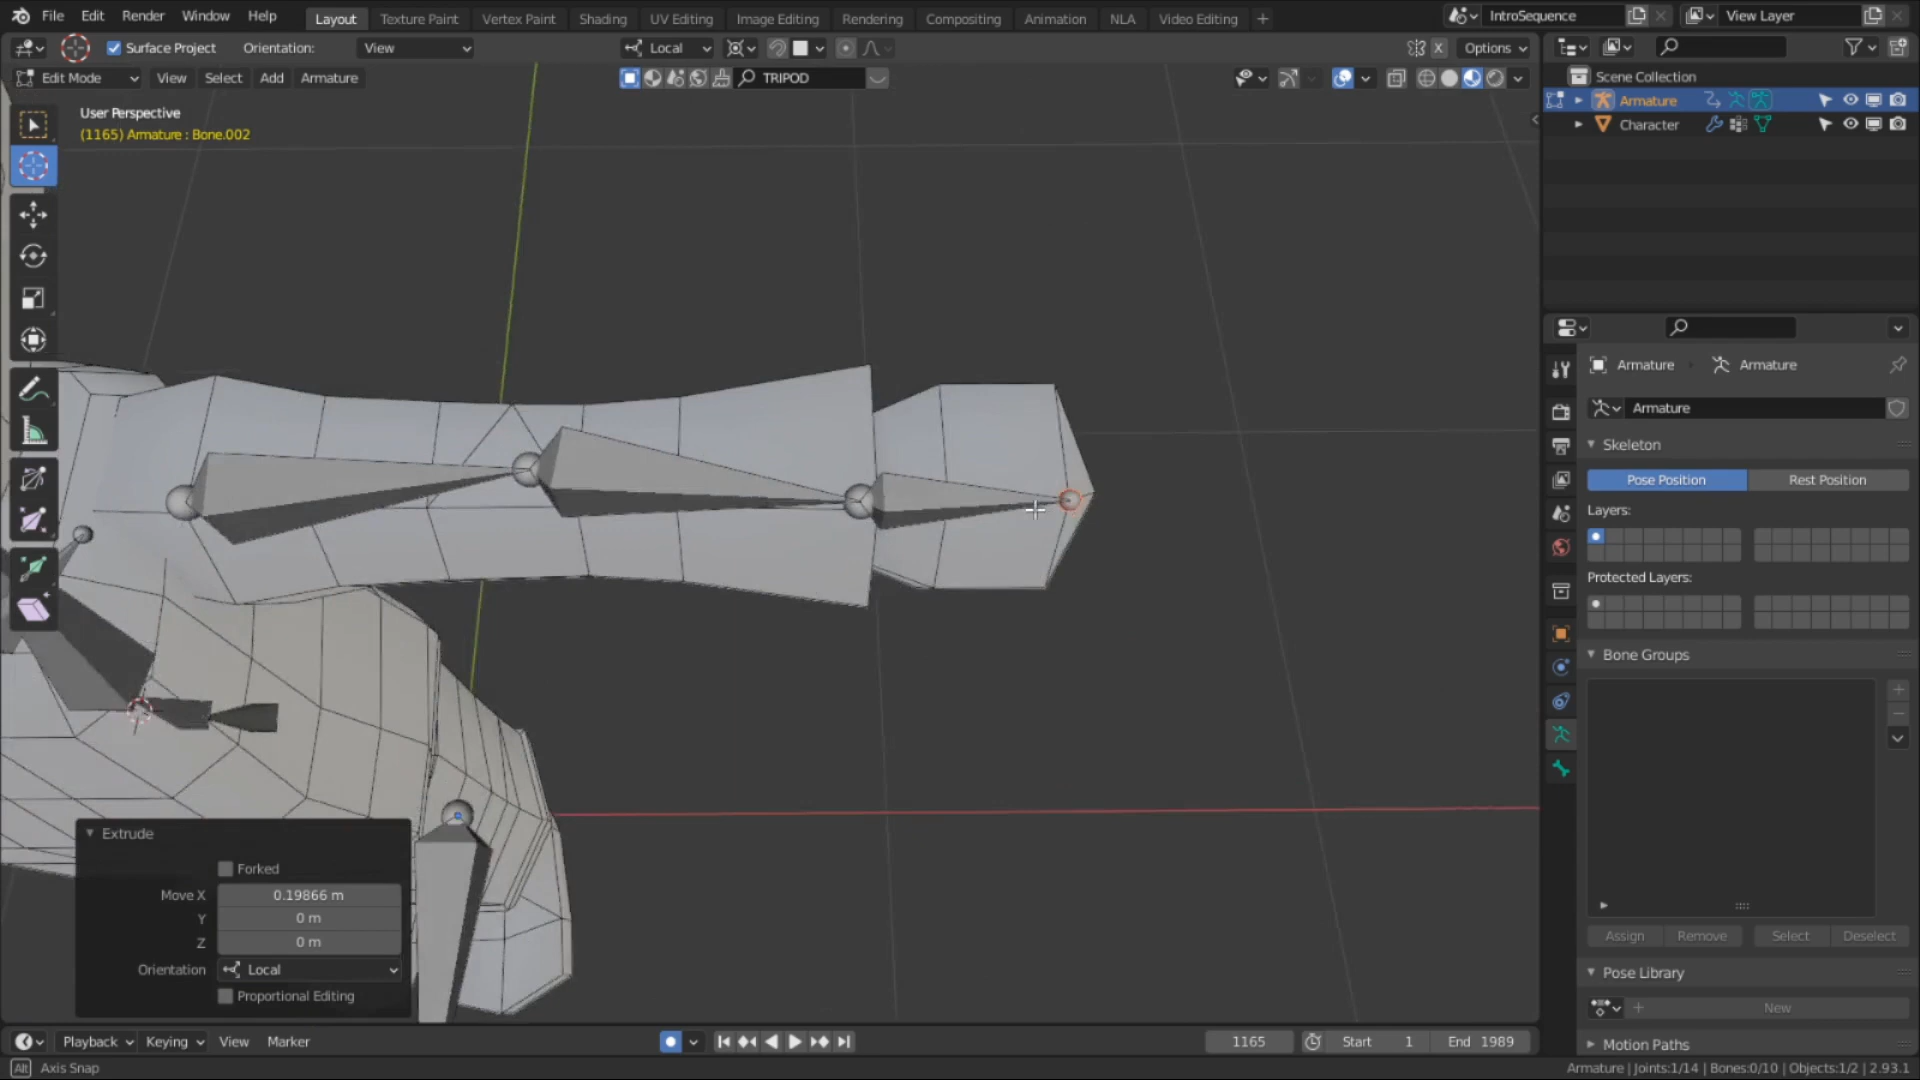 File Edit Render Window Help Layout Texture Paint Vertex Paint Shading UV Editing Image Editing Rendering Compositing Animation NLA Video Editing IntroSequence View Layer
Surface Project Orientation: View Local X Options
Edit Mode View Select Add Armature TRIPOD
Scene Collection
Armature
Character
User Perspective
(1165) Armature : Bone.002
Armature Armature
Armature
Skeleton
Pose Position Rest Position
Layers:
Protected Layers:
Bone Groups
Assign Remove Select Deselect
Pose Library
New
Motion Paths
Extrude
Forked
Move X 0.19866 m
Y 0 m
Z 0 m
Orientation Local
Proportional Editing
Playback Keying View Marker 1165 Start 1 End 1989
Alt Axis Snap Armature | Joints:1/14 | Bones:0/10 | Objects:1/2 | 2.93.1